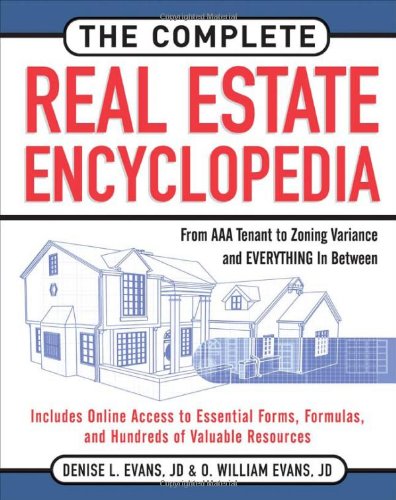 THE COMPLETE
REAL ESTATE
ENCYCLOPEDIA
From AAA Tenant to Zoning Variance
and EVERYTHING In Between
Includes Online Access to Essential Forms, Formulas,
and Hundreds of Valuable Resources
DENISE L. EVANS, JD & O. WILLIAM EVANS, JD